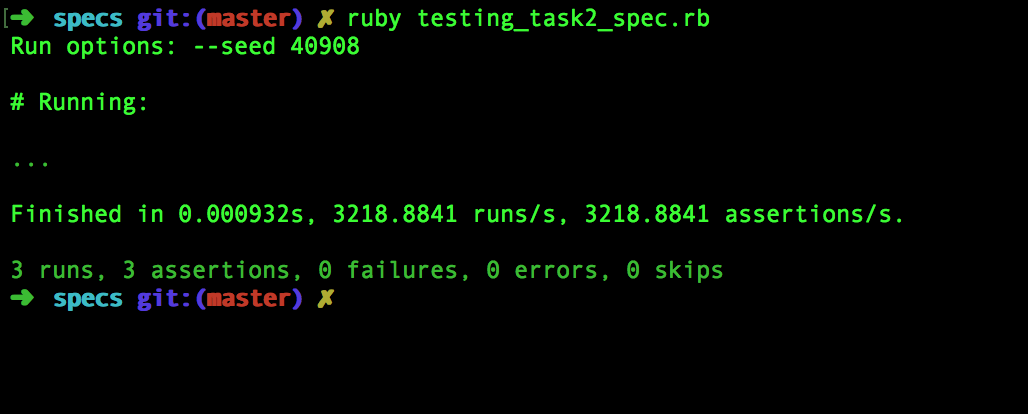 [➜ specs git:(master) ✗ ruby testing_task2_spec.rb
Run options: --seed 40908
# Running:
...
Finished in 0.000932s, 3218.8841 runs/s, 3218.8841 assertions/s.
3 runs, 3 assertions, 0 failures, 0 errors, 0 skips
➜ specs git:(master) ✗